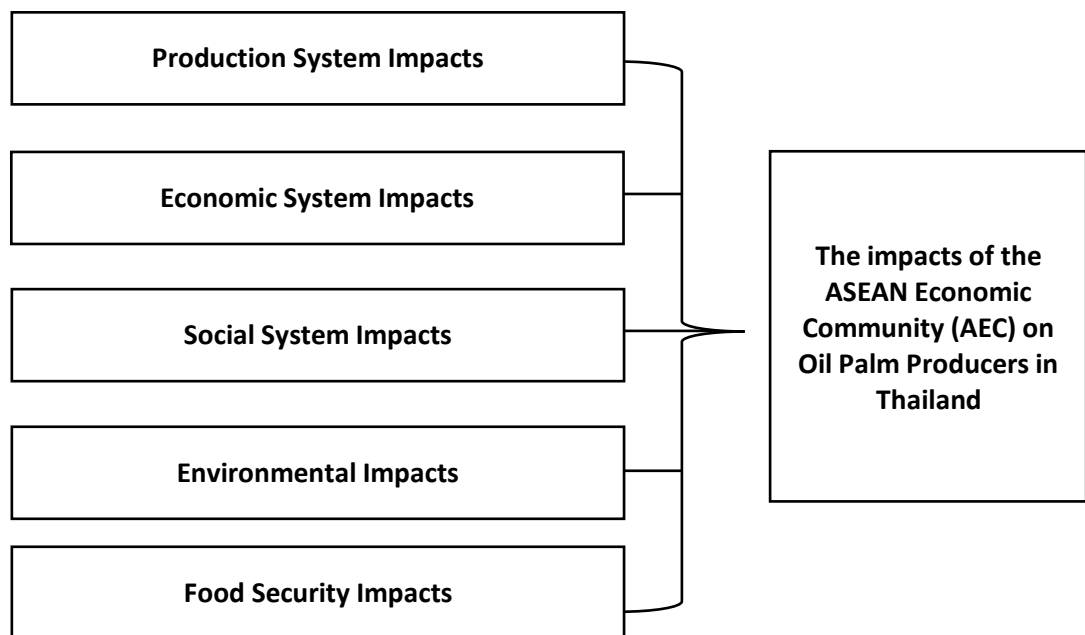 Production System Impacts
Economic System Impacts
Social System Impacts
Environmental Impacts
Food Security Impacts
The impacts of the
ASEAN Economic
Community (AEC) on
Oil Palm Producers in
Thailand